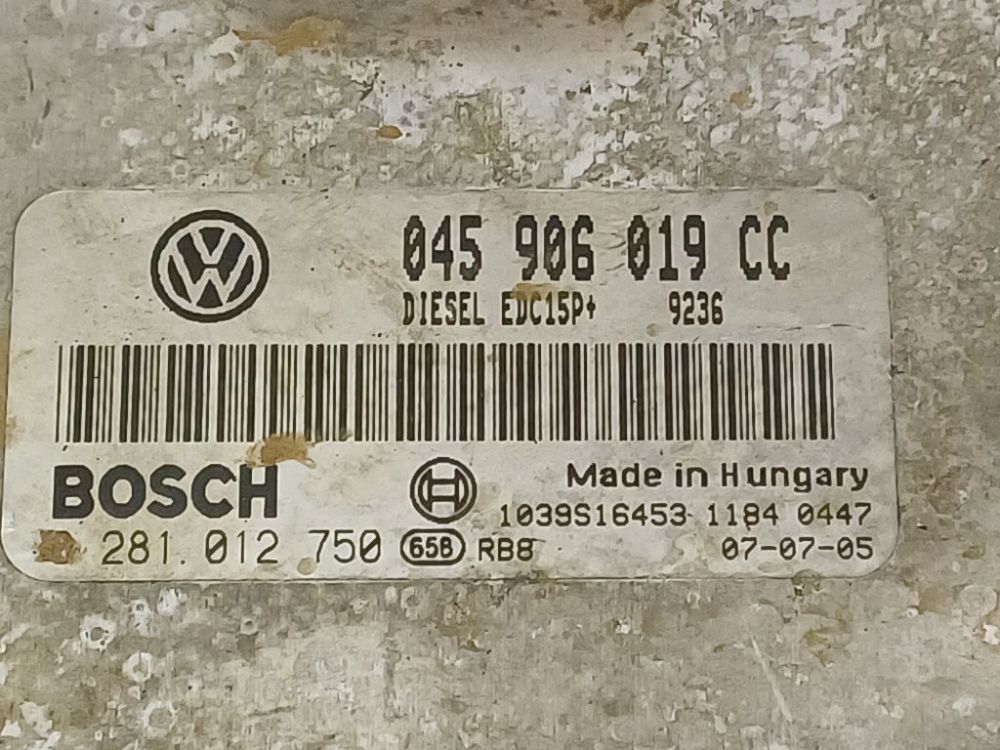 045 906 019 CC
DIESEL EDC15P+ 9236
BOSCH
Made in Hungary
1039S16453 1184 0447
281 012 750 65B RB8 07-07-05